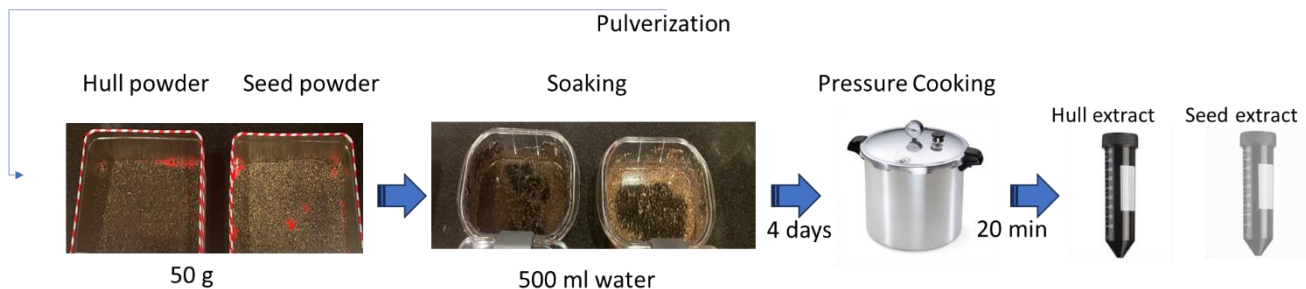 Pulverization
Hull powder
Seed powder
Soaking
Pressure Cooking
Hull extract
Seed extract
4 days
20 min
50 g
500 ml water